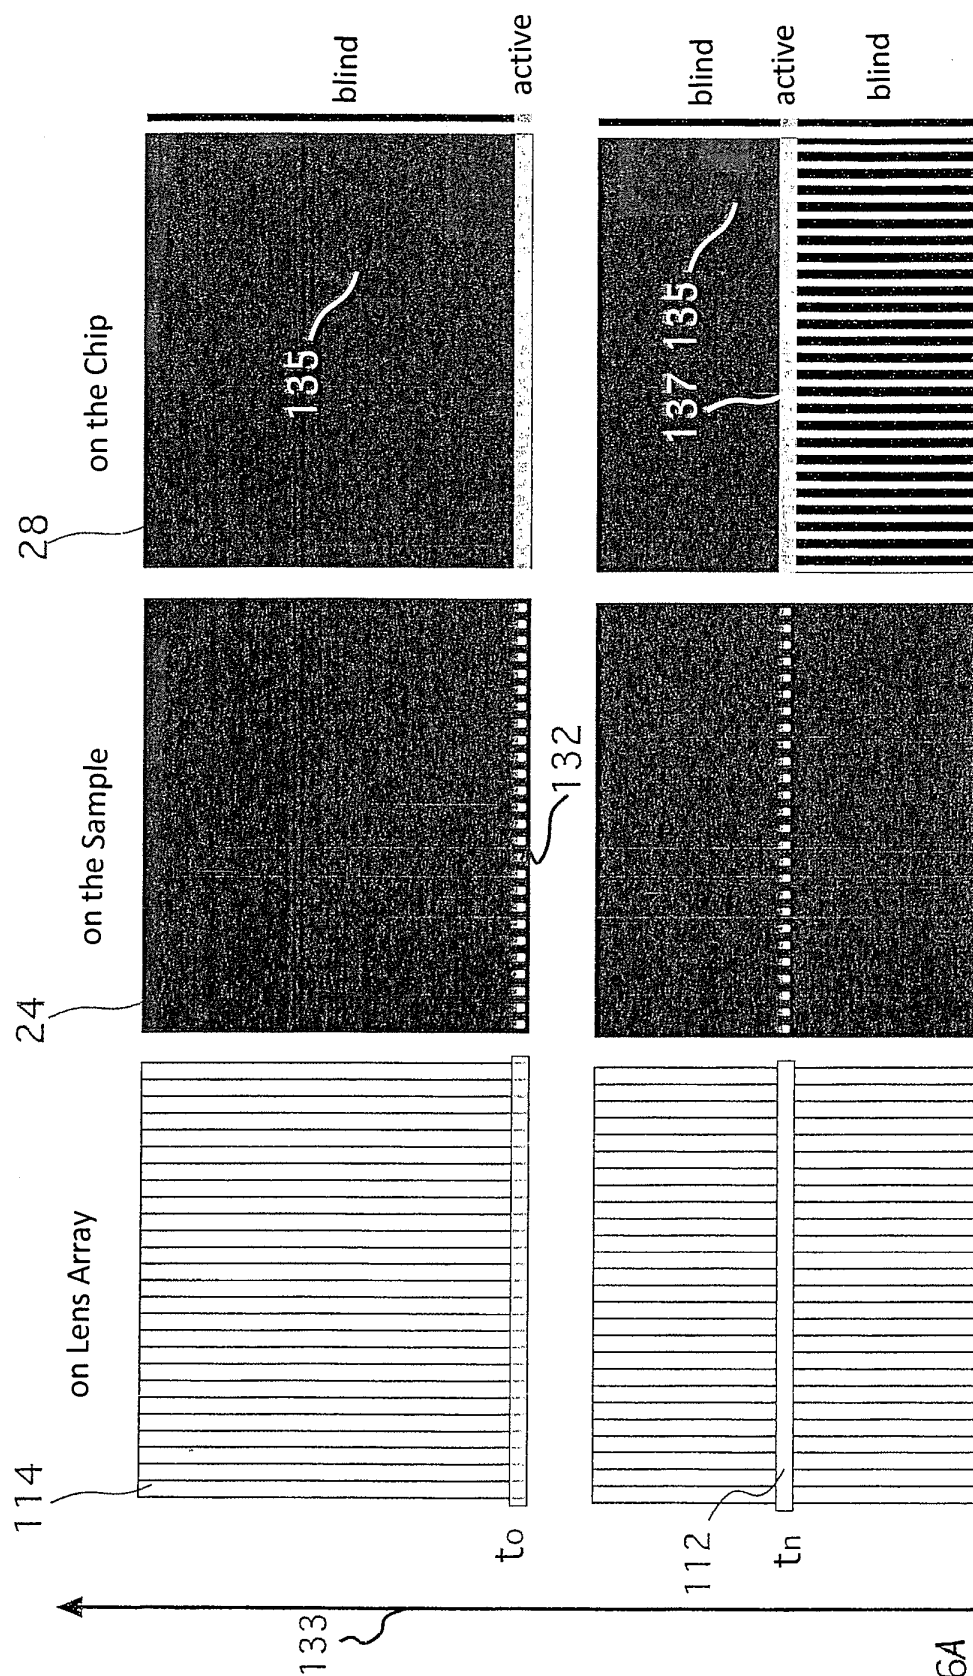 114
24
28
on Lens Array
on the Sample
on the Chip
135
blind
active
t0
132
133
112
tn
137 135
blind
active
blind
6A